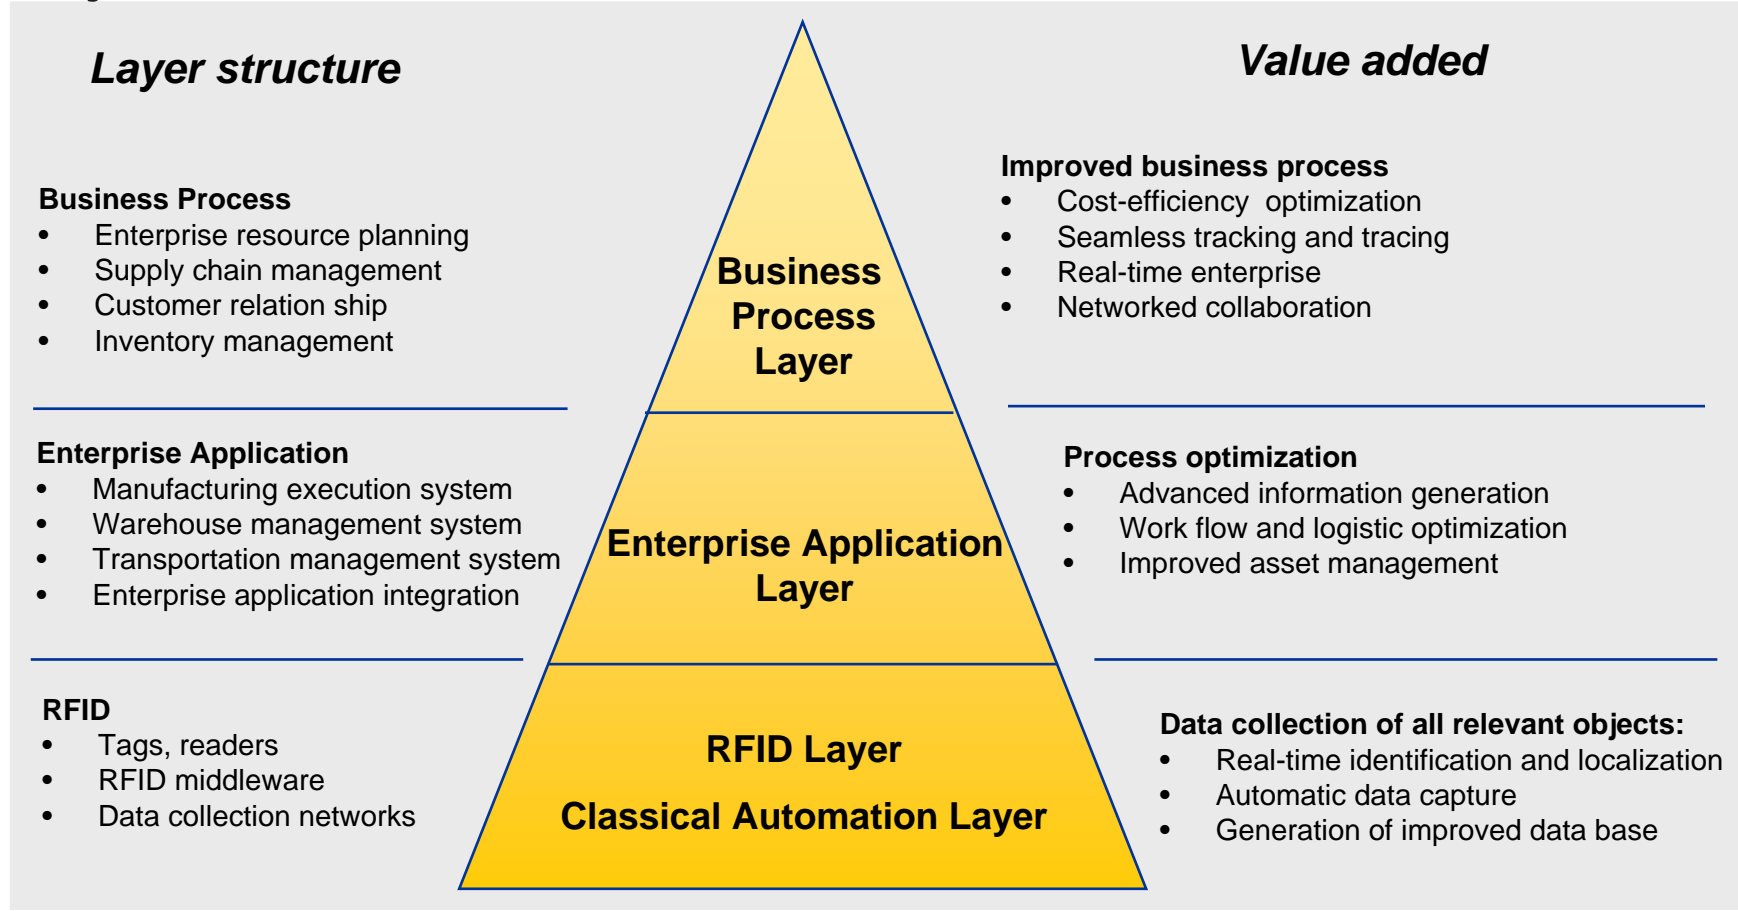 Layer structure
Business Process
• Enterprise resource planning
• Supply chain management
• Customer relation ship
• Inventory management
Enterprise Application
• Manufacturing execution system
• Warehouse management system
• Transportation management system
• Enterprise application integration
RFID
• Tags, readers
• RFID middleware
• Data collection networks
Business
Process
Layer
Enterprise Application
Layer
RFID Layer
Classical Automation Layer
Value added
Improved business process
• Cost-efficiency optimization
• Seamless tracking and tracing
• Real-time enterprise
• Networked collaboration
Process optimization
• Advanced information generation
• Work flow and logistic optimization
• Improved asset management
Data collection of all relevant objects:
• Real-time identification and localization
• Automatic data capture
• Generation of improved data base